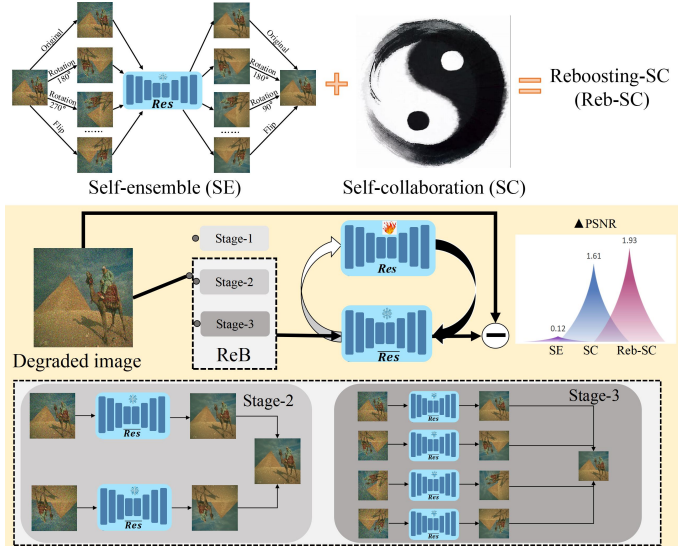 Original
Rotation
180°
Rotation
270°
......
Flip
Res
Original
Rotation
180°
Rotation
90°
......
Flip
Reboosting-SC
(Reb-SC)
Self-ensemble (SE)
Self-collaboration (SC)
Stage-1
Stage-2
Stage-3
ReB
Degraded image
Res
Res
▲PSNR
1.93
1.61
0.12
SE
SC
Reb-SC
Stage-2
Res
Res
Stage-3
Res
Res
Res
Res